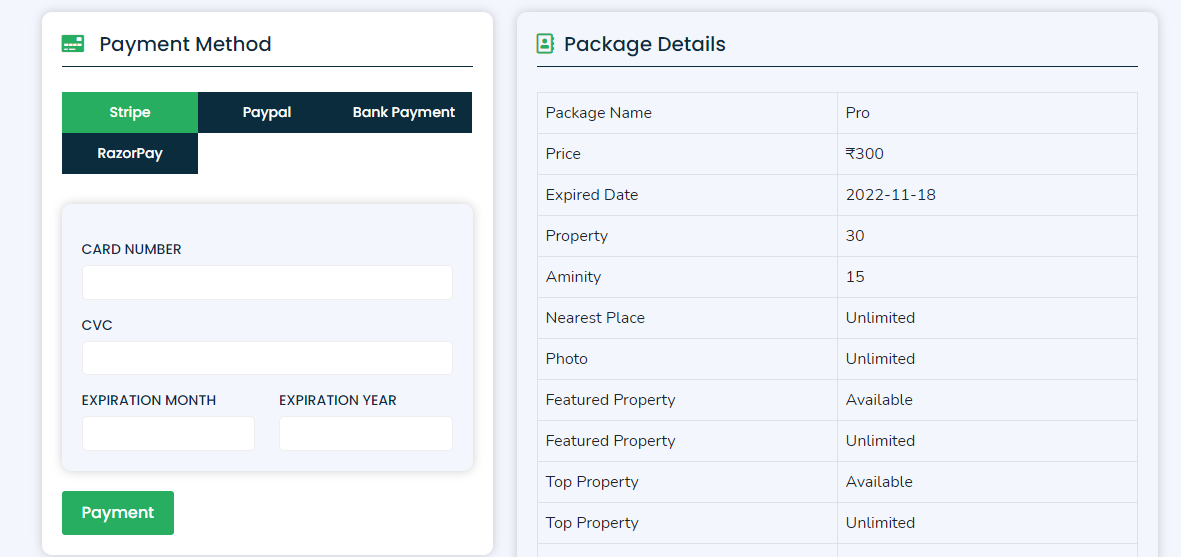 Payment Method
Stripe Paypal Bank Payment
RazorPay
CARD NUMBER
CVC
EXPIRATION MONTH EXPIRATION YEAR
Payment
Package Details
Package Name Pro
Price ₹300
Expired Date 2022-11-18
Property 30
Aminity 15
Nearest Place Unlimited
Photo Unlimited
Featured Property Available
Featured Property Unlimited
Top Property Available
Top Property Unlimited